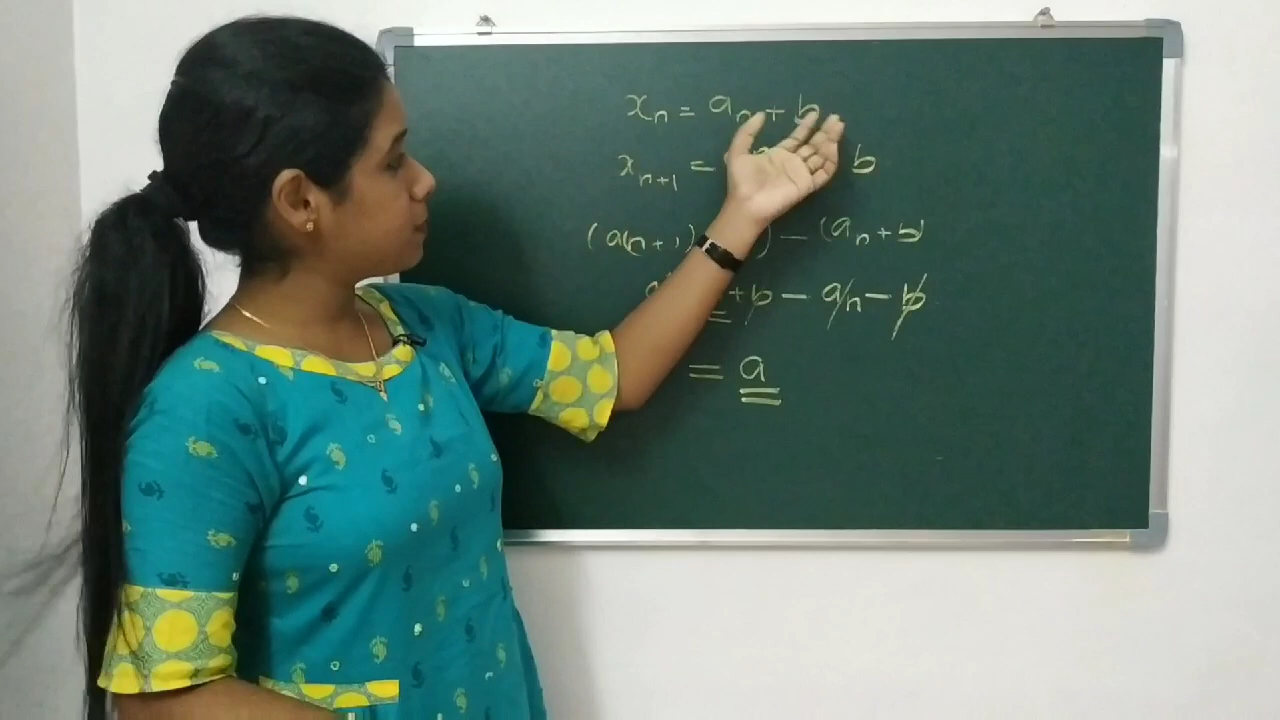 xn = an + b
xn+1 = b
(a(n+1) ) - (an + b)
+ b - an - b
= a